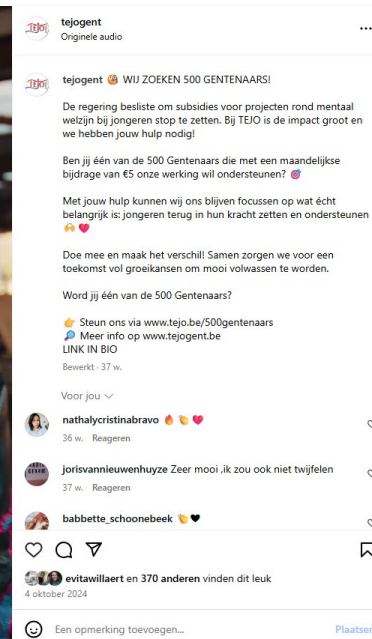 tejogent
Originele audio
TEJO
tejogent 🥵 WIJ ZOEKEN 500 GENTENAARS!
De regering besliste om subsidies voor projecten rond mentaal
welzijn bij jongeren stop te zetten. Bij TEJO is de impact groot en
we hebben jouw hulp nodig!
Ben jij één van de 500 Gentenaars die met een maandelijkse
bijdrage van €5 onze werking wil ondersteunen? 🎯
Met jouw hulp kunnen wij ons blijven focussen op wat écht
belangrijk is: jongeren terug in hun kracht zetten en ondersteunen
🙌 ❤️
Doe mee en maak het verschil! Samen zorgen we voor een
toekomst vol groeikansen om mooi volwassen te worden.
Word jij één van de 500 Gentenaars?
👉 Steun ons via www.tejo.be/500gentenaars
🔎 Meer info op www.tejogent.be
LINK IN BIO
Bewerkt · 37 w.
Voor jou
nathalycristinabravo 🔥 👏 ❤️
36 w. Reageren
jorisvannieuwenhuyze Zeer mooi ,ik zou ook niet twijfelen
37 w. Reageren
babbette_schoonebeek 👏🖤
evitawillaert en 370 anderen vinden dit leuk
4 oktober 2024
Een opmerking toevoegen...
Plaatsen